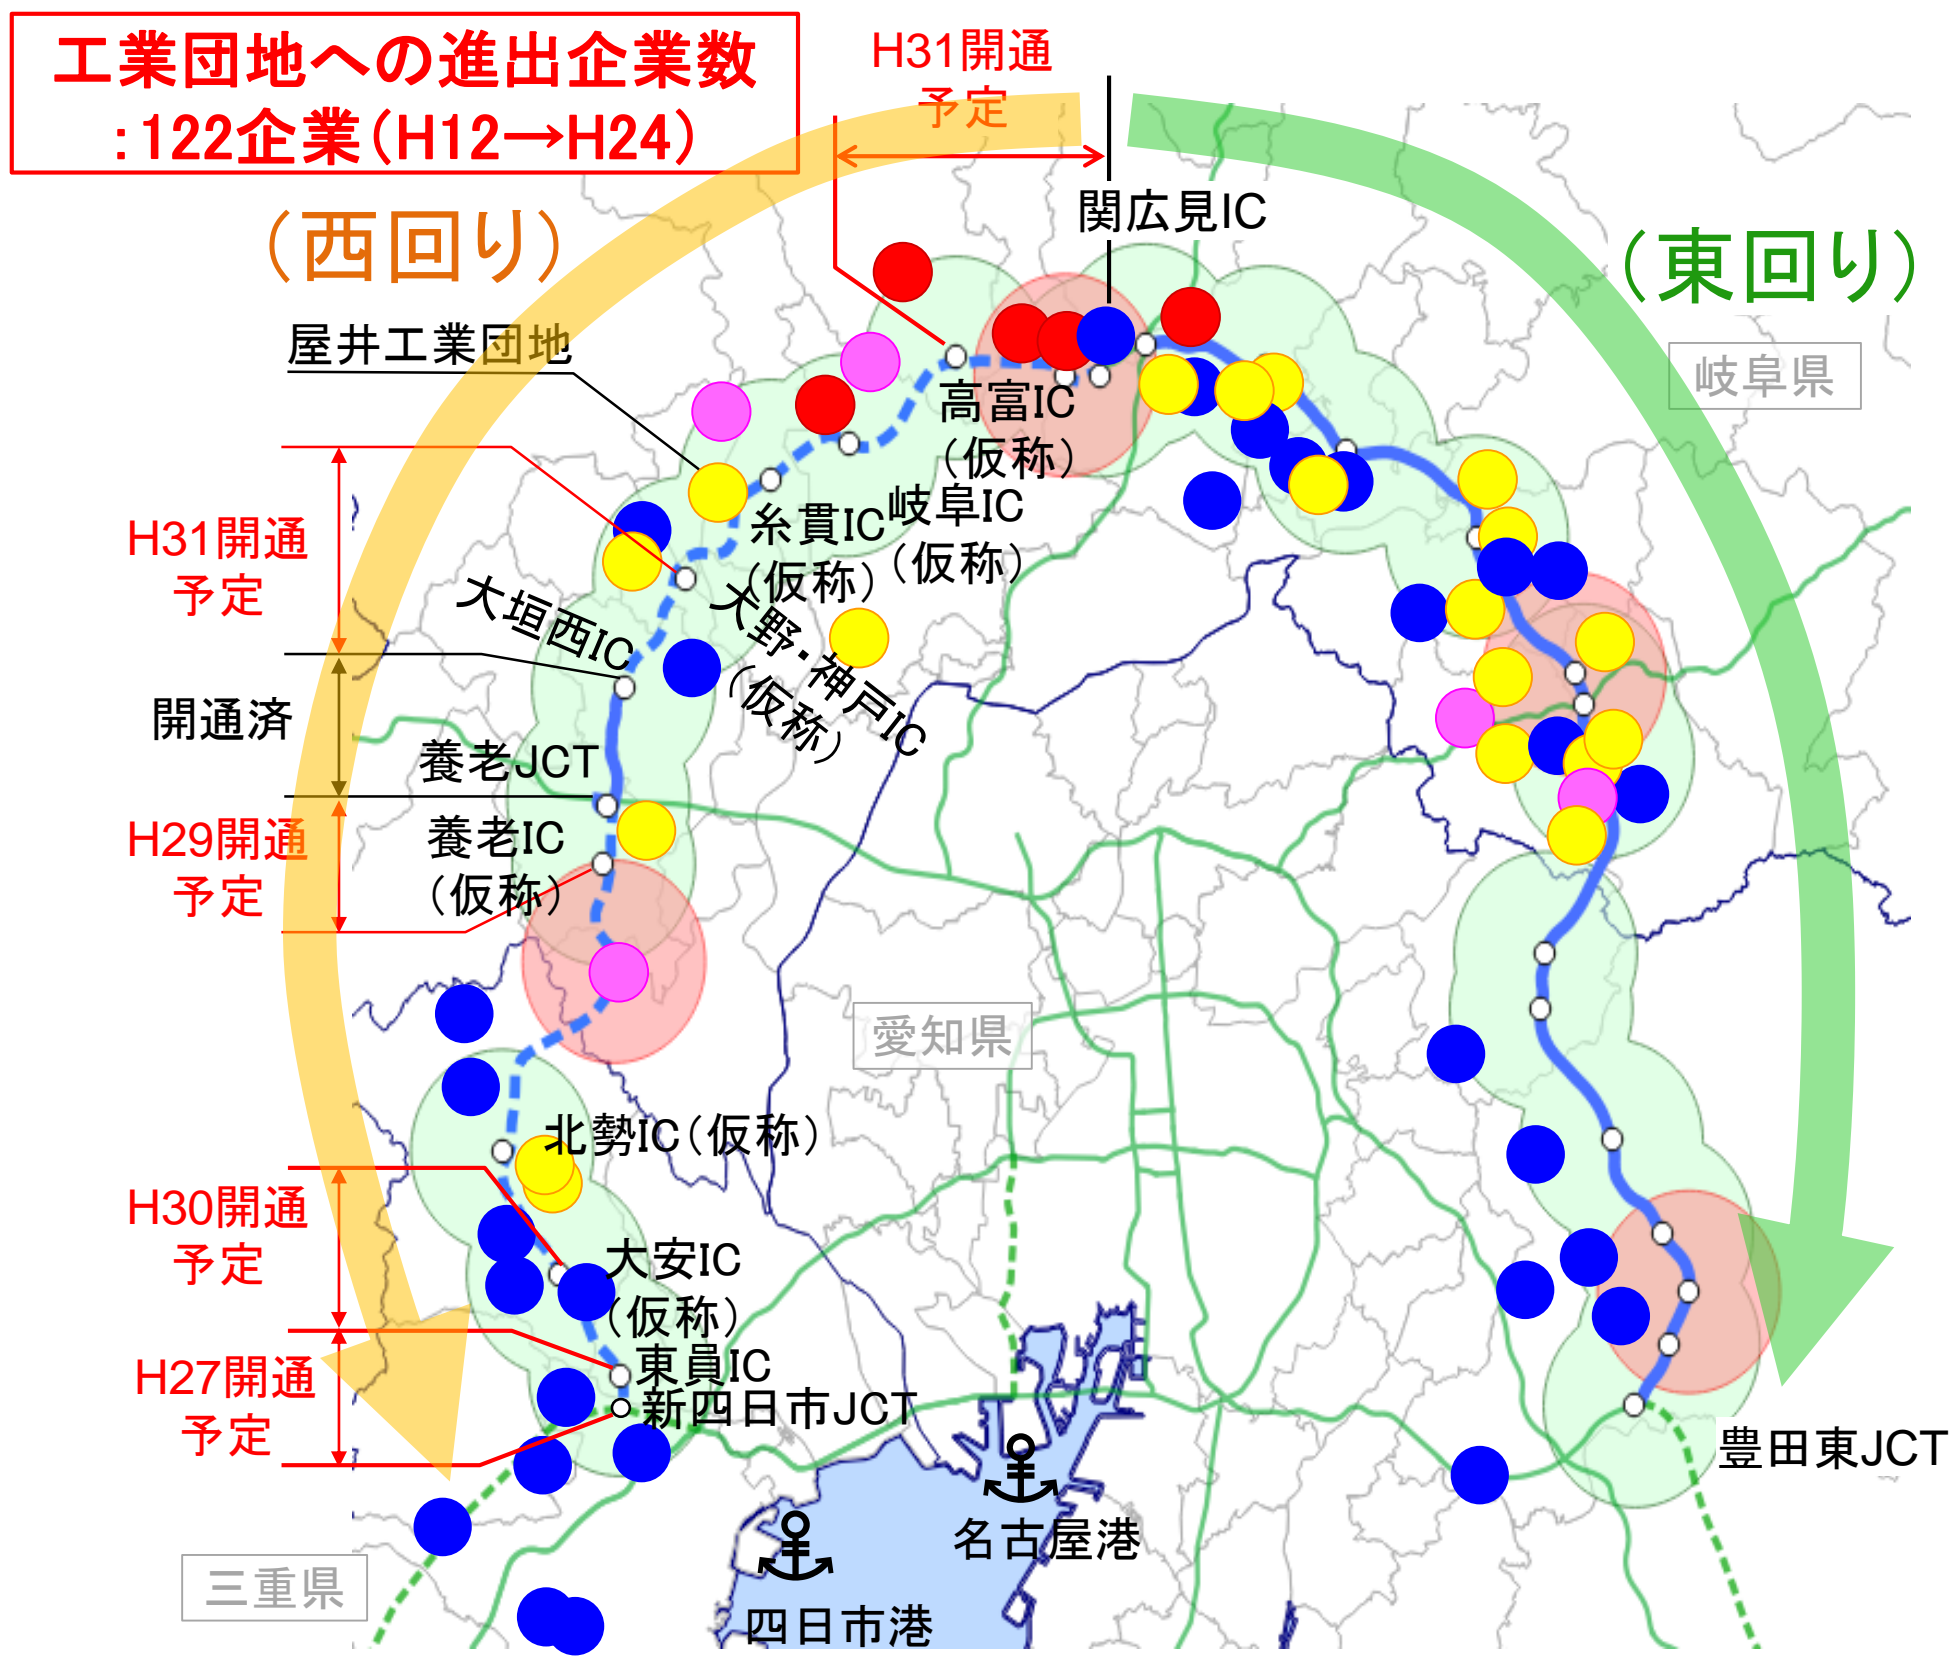 工業団地への進出企業数
：122企業（H12→H24）
H31開通
予定
関広見IC
（西回り）
（東回り）
屋井工業団地
岐阜県
高富IC
（仮称）
H31開通
予定
糸貫IC
（仮称）
岐阜IC
（仮称）
大垣西IC
大野・神戸IC
（仮称）
開通済
養老JCT
H29開通
予定
養老IC
（仮称）
愛知県
北勢IC（仮称）
H30開通
予定
大安IC
（仮称）
H27開通
予定
東員IC
新四日市JCT
豊田東JCT
名古屋港
三重県
四日市港